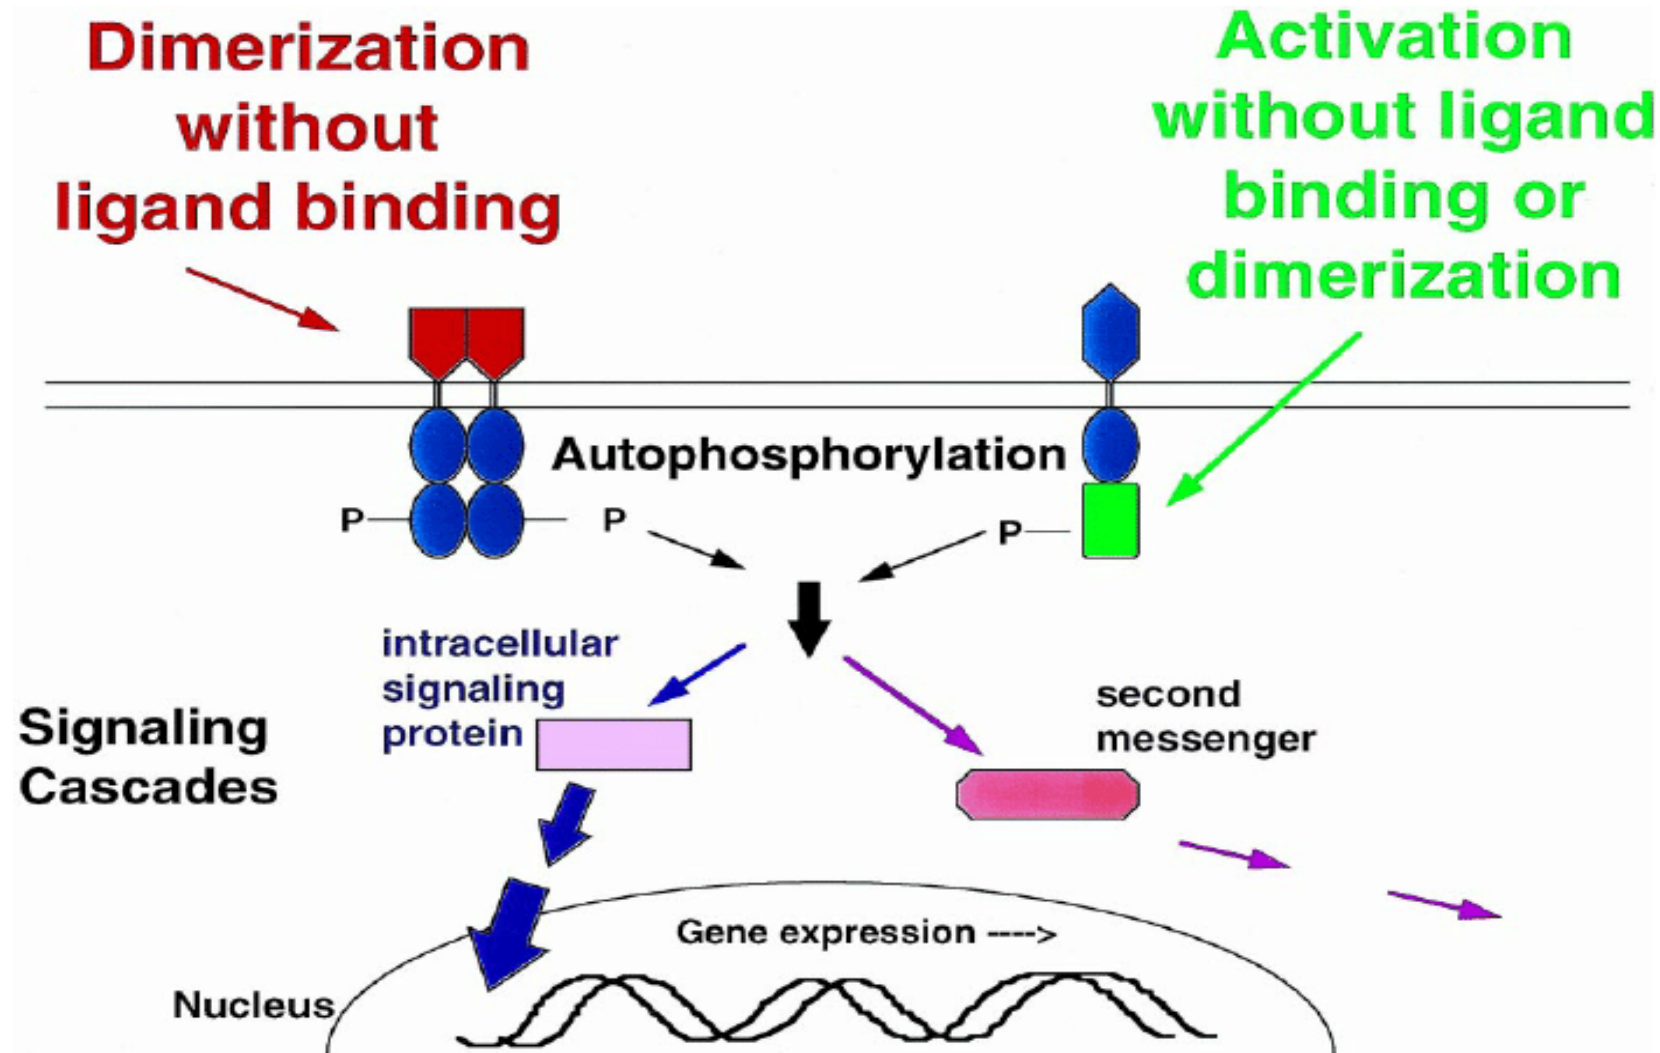 Dimerization
without
ligand binding
Activation
without ligand
binding or
dimerization
Autophosphorylation
P
P
P
intracellular
signaling
protein
second
messenger
Signaling
Cascades
Gene expression ---->
Nucleus